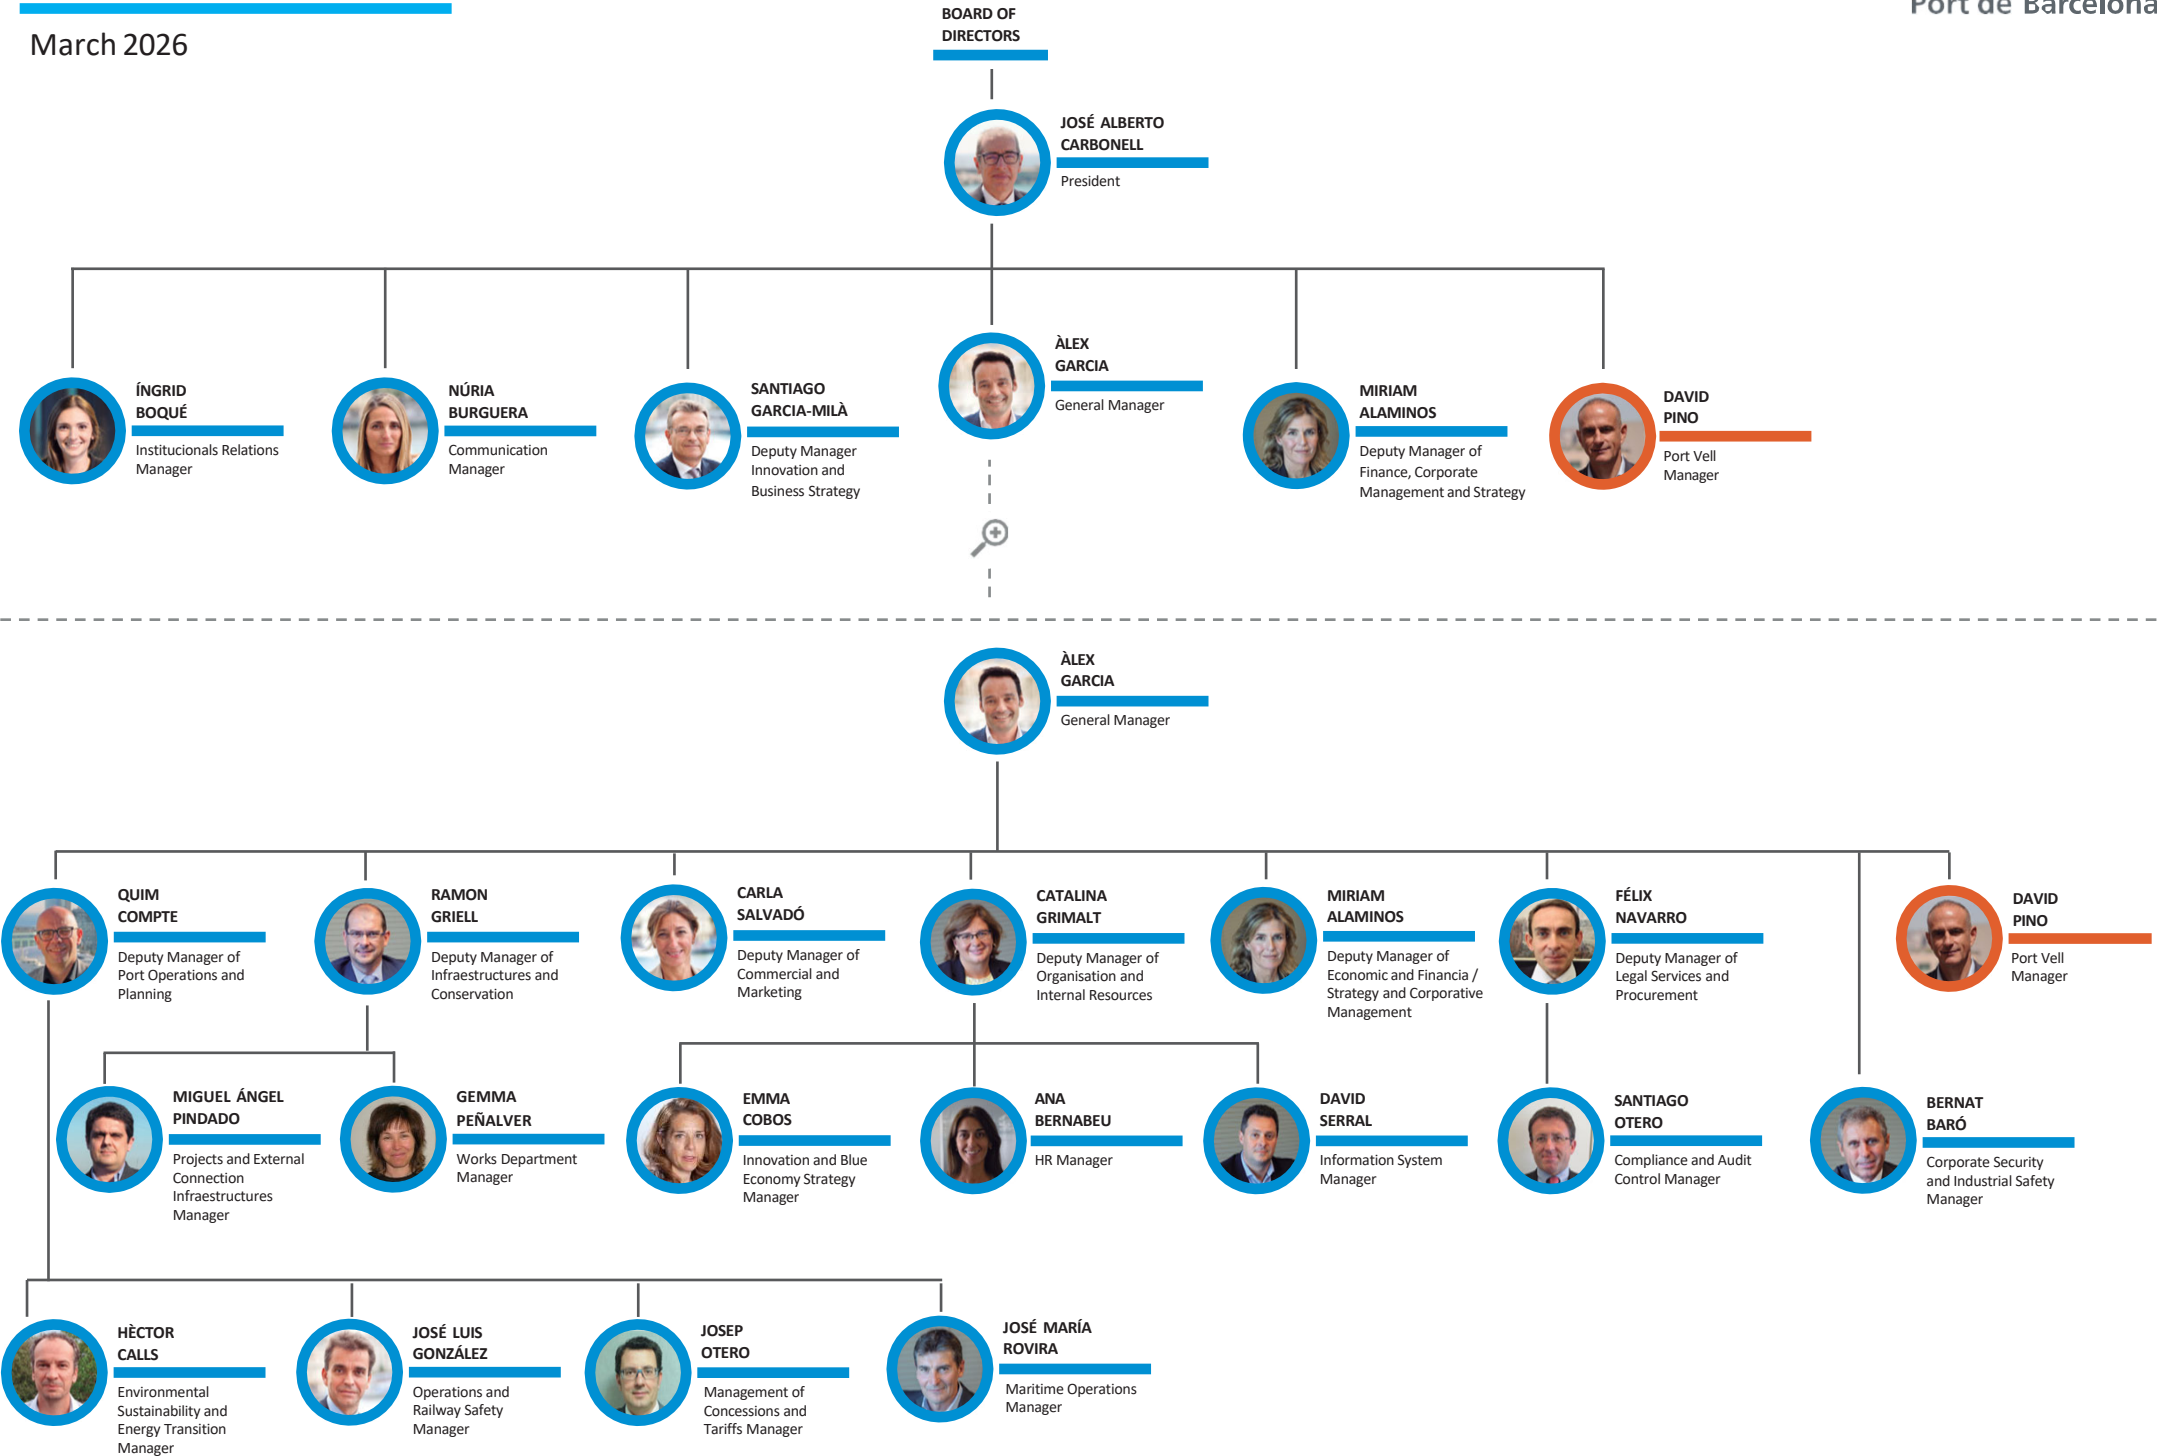 Port de Barcelona
March 2026
BOARD OF
DIRECTORS
JOSÉ ALBERTO
CARBONELL
President
ÍNGRID
BOQUÉ
Institucionals Relations
Manager
NÚRIA
BURGUERA
Communication
Manager
SANTIAGO
GARCIA-MILÀ
Deputy Manager
Innovation and
Business Strategy
ÀLEX
GARCIA
General Manager
MIRIAM
ALAMINOS
Deputy Manager of
Finance, Corporate
Management and Strategy
DAVID
PINO
Port Vell
Manager
ÀLEX
GARCIA
General Manager
QUIM
COMPTE
Deputy Manager of
Port Operations and
Planning
RAMON
GRIELL
Deputy Manager of
Infraestructures and
Conservation
CARLA
SALVADÓ
Deputy Manager of
Commercial and
Marketing
CATALINA
GRIMALT
Deputy Manager of
Organisation and
Internal Resources
MIRIAM
ALAMINOS
Deputy Manager of
Economic and Financia /
Strategy and Corporative
Management
FÉLIX
NAVARRO
Deputy Manager of
Legal Services and
Procurement
DAVID
PINO
Port Vell
Manager
MIGUEL ÁNGEL
PINDADO
Projects and External
Connection
Infraestructures
Manager
GEMMA
PEÑALVER
Works Department
Manager
EMMA
COBOS
Innovation and Blue
Economy Strategy
Manager
ANA
BERNABEU
HR Manager
DAVID
SERRAL
Information System
Manager
SANTIAGO
OTERO
Compliance and Audit
Control Manager
BERNAT
BARÓ
Corporate Security
and Industrial Safety
Manager
HÈCTOR
CALLS
Environmental
Sustainability and
Energy Transition
Manager
JOSÉ LUIS
GONZÁLEZ
Operations and
Railway Safety
Manager
JOSEP
OTERO
Management of
Concessions and
Tariffs Manager
JOSÉ MARÍA
ROVIRA
Maritime Operations
Manager